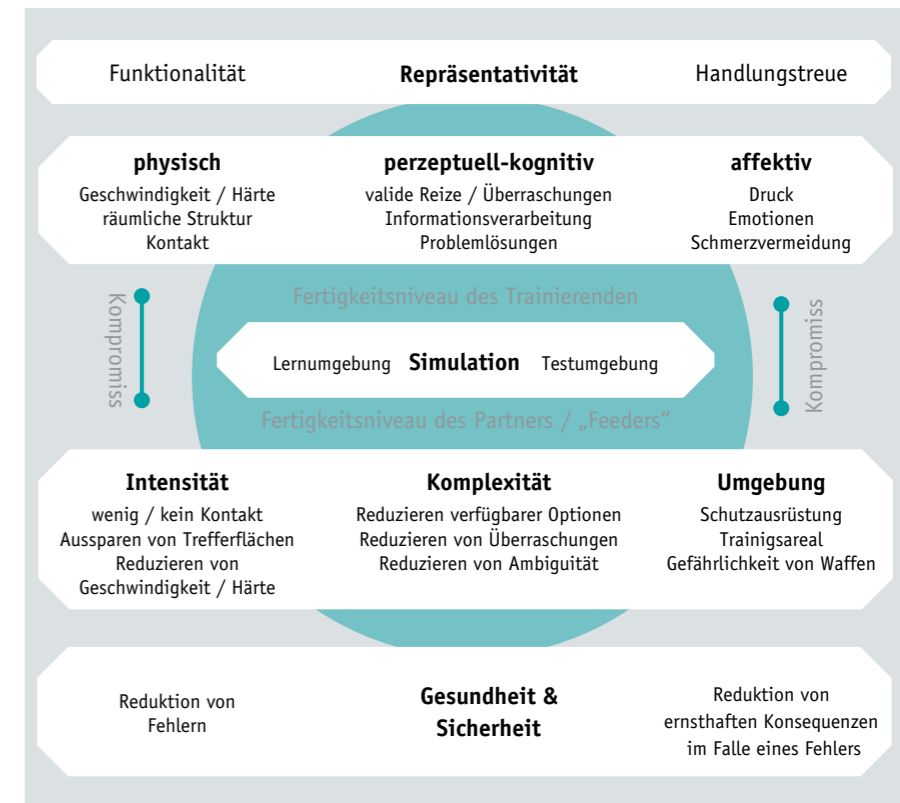 Funktionalität Repräsentativität Handlungstreue
physisch perzeptuell-kognitiv affektiv
Geschwindigkeit / Härte valide Reize / Überraschungen Druck
räumliche Struktur Informationsverarbeitung Emotionen
Kontakt Problemlösungen Schmerzvermeidung
Kompromiss
Fertigkeitsniveau des Trainierenden
Lernumgebung Simulation Testumgebung
Fertigkeitsniveau des Partners / „Feeders“
Kompromiss
Intensität Komplexität Umgebung
wenig / kein Kontakt Reduzieren verfügbarer Optionen Schutzausrüstung
Aussparen von Trefferflächen Reduzieren von Überraschungen Trainigsareal
Reduzieren von Reduzieren von Ambiguität Gefährlichkeit von Waffen
Geschwindigkeit / Härte
Reduktion von
Fehlern
Gesundheit &
Sicherheit
Reduktion von
ernsthaften Konsequenzen
im Falle eines Fehlers